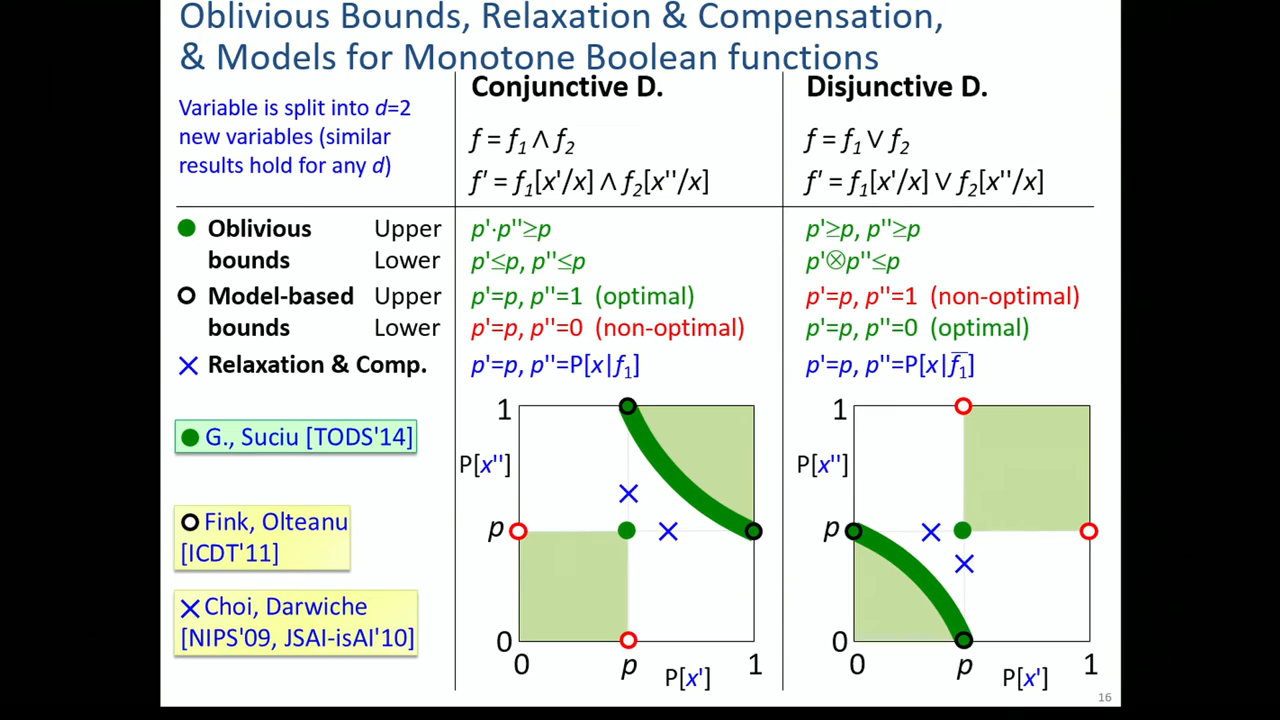 Oblivious Bounds, Relaxation & Compensation,
& Models for Monotone Boolean functions
Variable is split into d=2
new variables (similar
results hold for any d)
Conjunctive D.
f = f₁ ∧ f₂
f' = f₁[x'/x] ∧ f₂[x''/x]
Disjunctive D.
f = f₁ ∨ f₂
f' = f₁[x'/x] ∨ f₂[x''/x]
Oblivious Upper p'·p''≥p p'≥p, p''≥p
bounds Lower p'≤p, p''≤p p'⊗p''≤p
Model-based Upper p'=p, p''=1 (optimal) p'=p, p''=1 (non-optimal)
bounds Lower p'=p, p''=0 (non-optimal) p'=p, p''=0 (optimal)
Relaxation & Comp. p'=p, p''=P[x|f₁] p'=p, p''=P[x|f̅₁]
G., Suciu [TODS'14]
Fink, Olteanu
[ICDT'11]
Choi, Darwiche
[NIPS'09, JSAI-isAI'10]
1
P[x'']
p
0
0 p P[x'] 1
1
P[x'']
p
0
0 p P[x'] 1
16